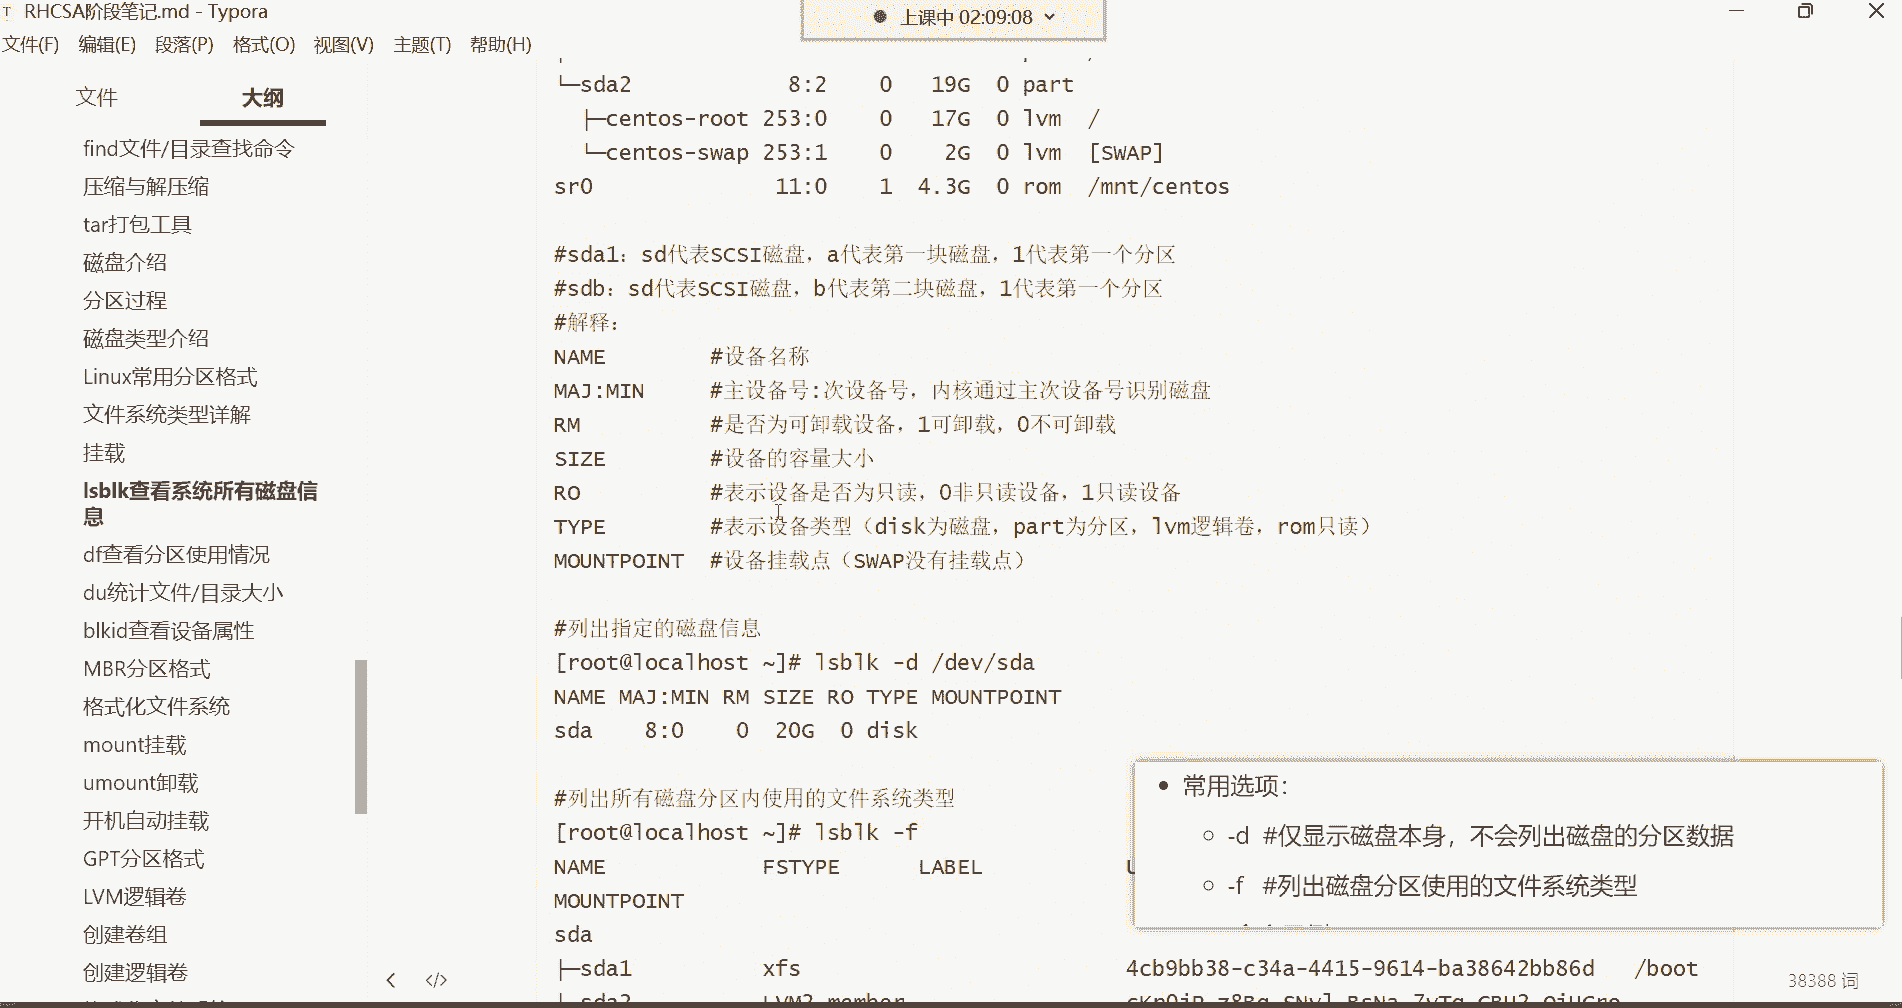 RHCSA阶段笔记.md - Typora
上课中 02:09:08
文件(F) 编辑(E) 段落(P) 格式(O) 视图(V) 主题(T) 帮助(H)
文件 大纲
find文件/目录查找命令
压缩与解压缩
tar打包工具
磁盘介绍
分区过程
磁盘类型介绍
Linux常用分区格式
文件系统类型详解
挂载
lsblk查看系统所有磁盘信
息
df查看分区使用情况
du统计文件/目录大小
blkid查看设备属性
MBR分区格式
格式化文件系统
mount挂载
umount卸载
开机自动挂载
GPT分区格式
LVM逻辑卷
创建卷组
创建逻辑卷
└─sda2 8:2 0 19G 0 part
├─centos-root 253:0 0 17G 0 lvm /
└─centos-swap 253:1 0 2G 0 lvm [SWAP]
sr0 11:0 1 4.3G 0 rom /mnt/centos
#sda1：sd代表SCSI磁盘，a代表第一块磁盘，1代表第一个分区
#sdb：sd代表SCSI磁盘，b代表第二块磁盘，1代表第一个分区
#解释：
NAME #设备名称
MAJ:MIN #主设备号:次设备号，内核通过主次设备号识别磁盘
RM #是否为可卸载设备，1可卸载，0不可卸载
SIZE #设备的容量大小
RO #表示设备是否为只读，0非只读设备，1只读设备
TYPE #表示设备类型（disk为磁盘，part为分区，lvm逻辑卷，rom只读）
MOUNTPOINT #设备挂载点（SWAP没有挂载点）
#列出指定的磁盘信息
[root@localhost ~]# lsblk -d /dev/sda
NAME MAJ:MIN RM SIZE RO TYPE MOUNTPOINT
sda 8:0 0 20G 0 disk
#列出所有磁盘分区内使用的文件系统类型
[root@localhost ~]# lsblk -f
NAME FSTYPE LABEL
MOUNTPOINT
sda
├─sda1 xfs 4cb9bb38-c34a-4415-9614-ba38642bb86d /boot
常用选项：
-d #仅显示磁盘本身，不会列出磁盘的分区数据
-f #列出磁盘分区使用的文件系统类型
38388 词